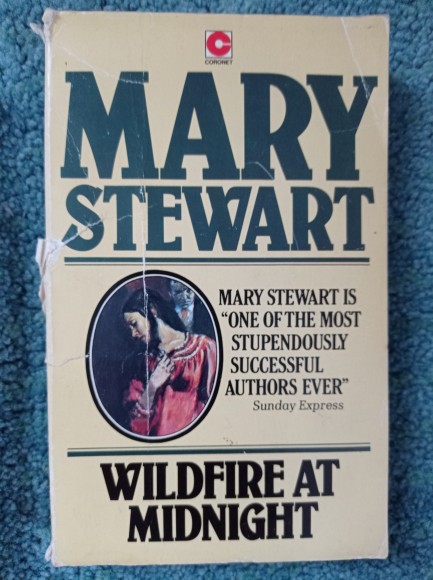 CORONET
MARY
STEWART
MARY STEWART IS
"ONE OF THE MOST
STUPENDOUSLY
SUCCESSFUL
AUTHORS EVER"
Sunday Express
WILDFIRE AT
MIDNIGHT